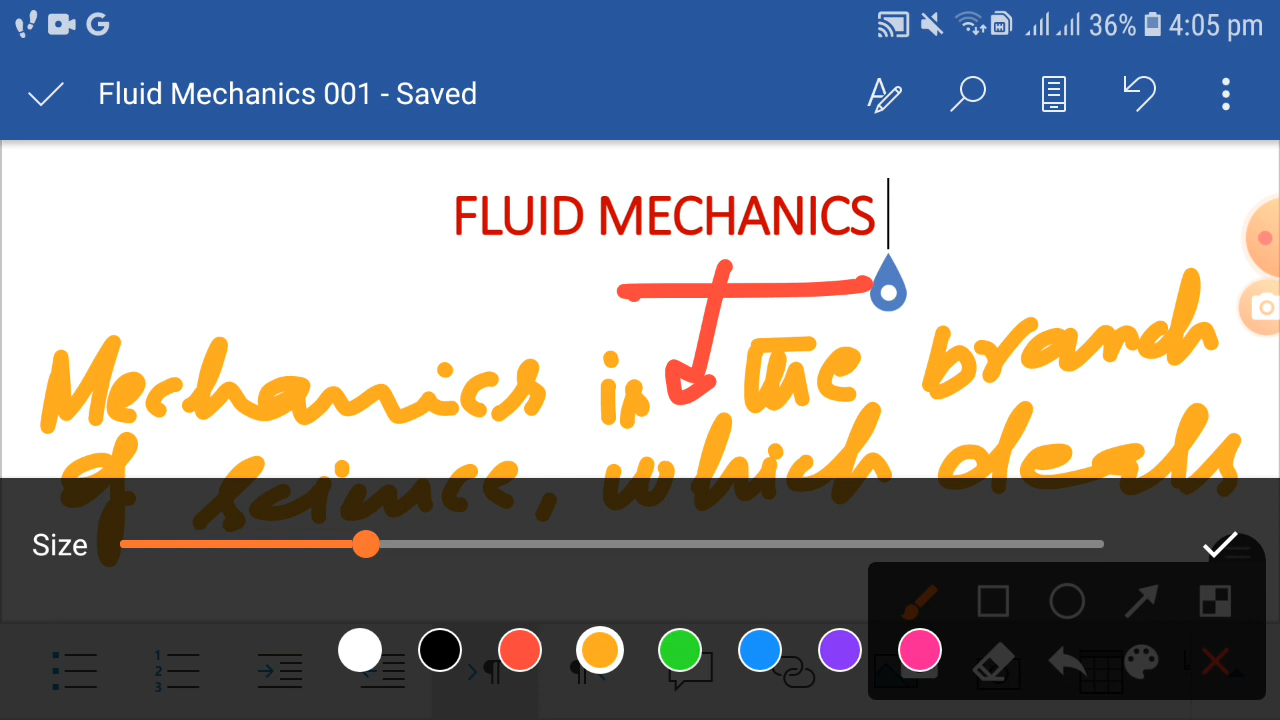 36% 4:05 pm
Fluid Mechanics 001 - Saved
FLUID MECHANICS
Mechanics is the branch
of science, which deals
Size